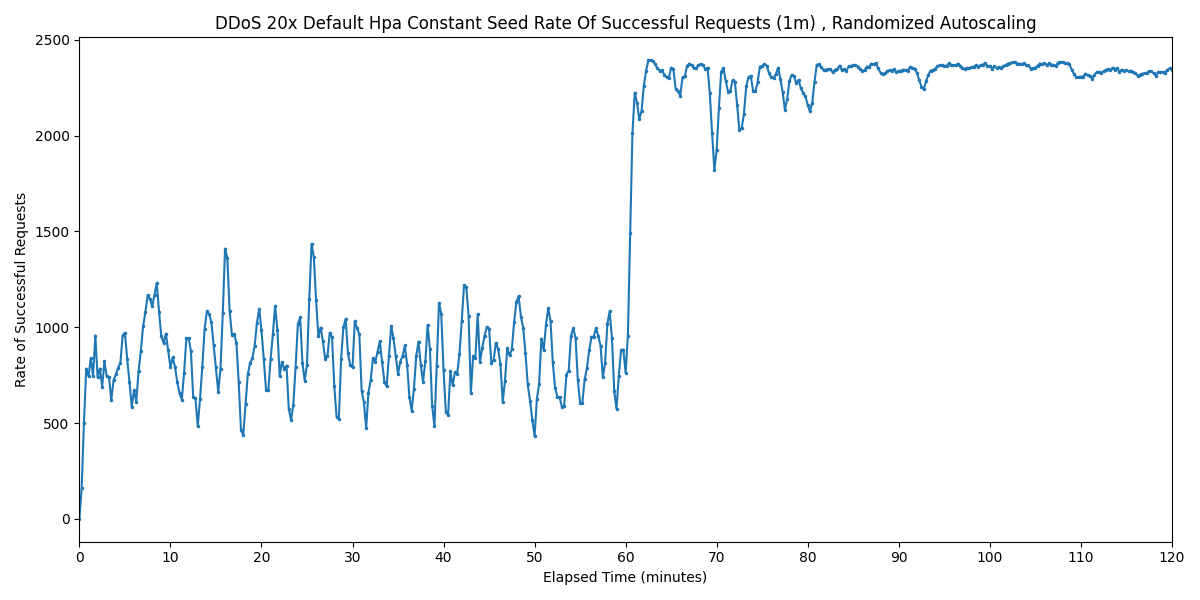 DDoS 20x Default Hpa Constant Seed Rate Of Successful Requests (1m) , Randomized Autoscaling
Rate of Successful Requests
2500
2000
1500
1000
500
0
0 10 20 30 40 50 60 70 80 90 100 110 120
Elapsed Time (minutes)